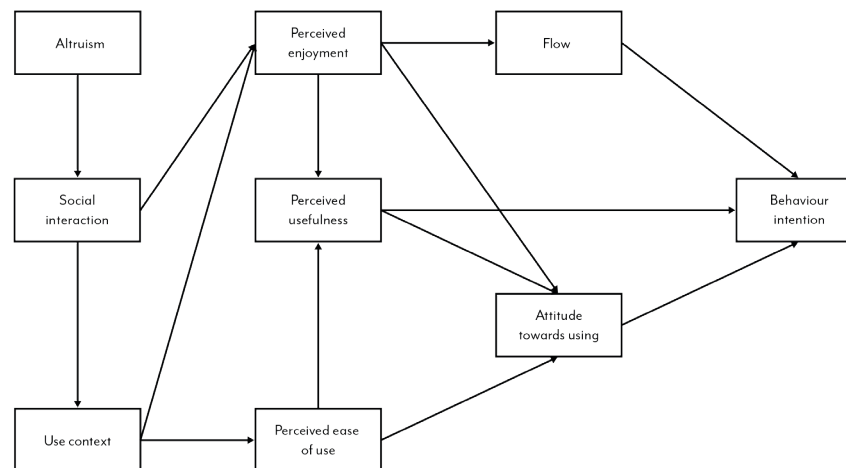 Altruism
Perceived
enjoyment
Flow
Social
interaction
Perceived
usefulness
Behaviour
intention
Attitude
towards using
Use context
Perceived ease
of use